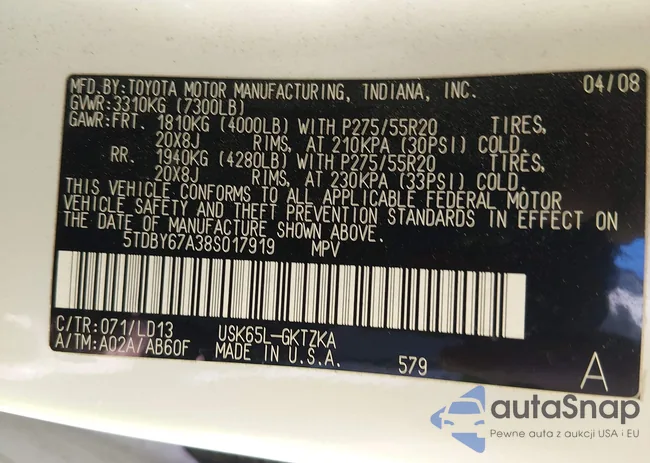 MFD.BY:TOYOTA MOTOR MANUFACTURING, INDIANA, INC. 04/08
GVWR:3310KG (7300LB)
GAWR:FRT. 1810KG (4000LB) WITH P275/55R20 TIRES,
20X8J RIMS, AT 210KPA (30PSI) COLD.
RR. 1940KG (4280LB) WITH P275/55R20 TIRES,
20X8J RIMS, AT 230KPA (33PSI) COLD.
THIS VEHICLE CONFORMS TO ALL APPLICABLE FEDERAL MOTOR
VEHICLE SAFETY AND THEFT PREVENTION STANDARDS IN EFFECT ON
THE DATE OF MANUFACTURE SHOWN ABOVE.
5TDBY67A38S017919 MPV
C/TR:071/LD13 USK65L-GKTZKA
A/TM:A02A/AB60F MADE IN U.S.A. 579 A
autaSnap
Pewne auta z aukcji USA i EU